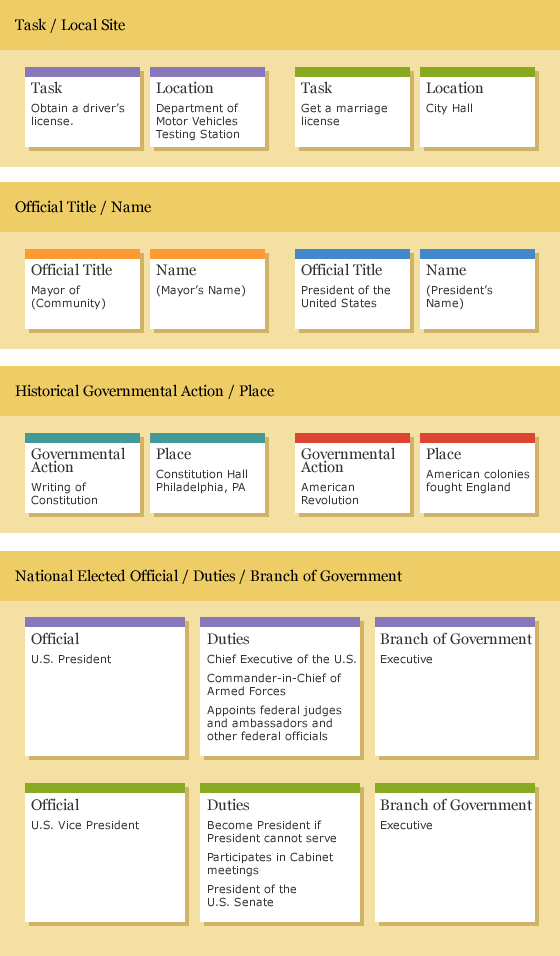 Task / Local Site
Task
Obtain a driver's
license.
Location
Department of
Motor Vehicles
Testing Station
Task
Get a marriage
license
Location
City Hall
Official Title / Name
Official Title
Mayor of
(Community)
Name
(Mayor's Name)
Official Title
President of the
United States
Name
(President's
Name)
Historical Governmental Action / Place
Governmental
Action
Writing of
Constitution
Place
Constitution Hall
Philadelphia, PA
Governmental
Action
American
Revolution
Place
American colonies
fought England
National Elected Official / Duties / Branch of Government
Official
U.S. President
Duties
Chief Executive of the U.S.
Commander-in-Chief of
Armed Forces
Appoints federal judges
and ambassadors and
other federal officials
Branch of Government
Executive
Official
U.S. Vice President
Duties
Become President if
President cannot serve
Participates in Cabinet
meetings
President of the
U.S. Senate
Branch of Government
Executive